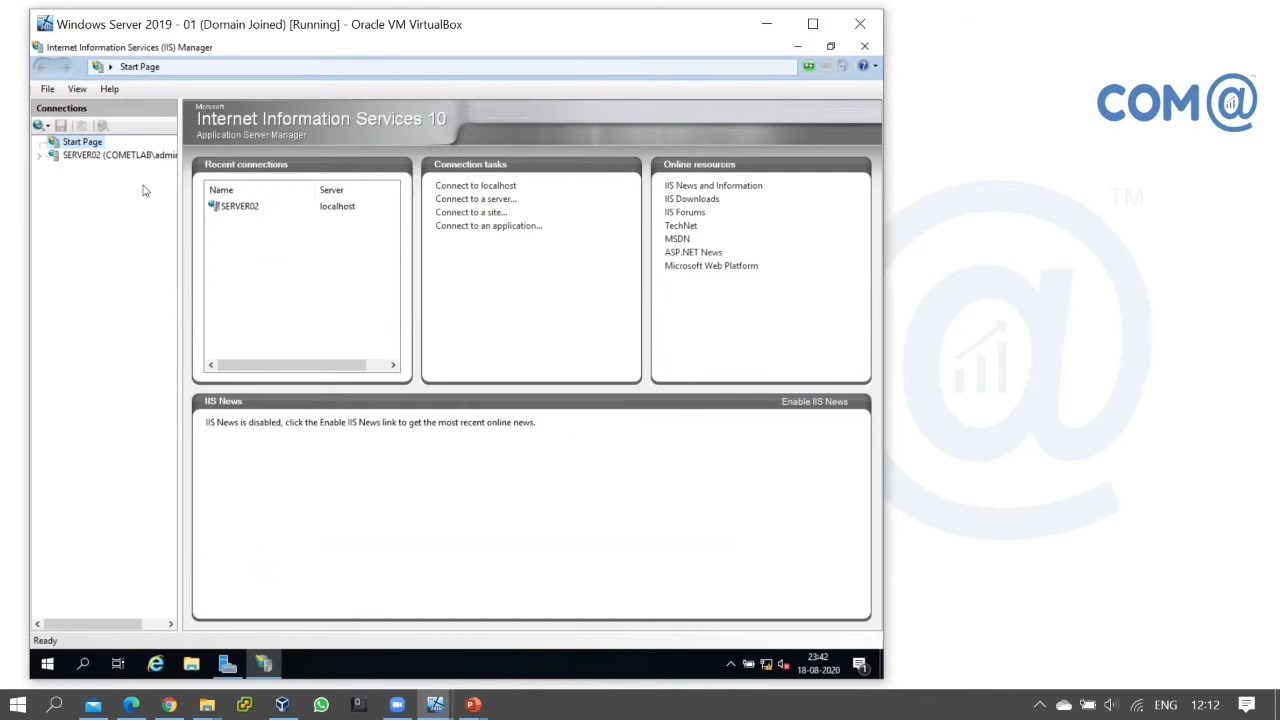 Windows Server 2019 - 01 (Domain Joined) [Running] - Oracle VM VirtualBox
Internet Information Services (IIS) Manager
Start Page
File View Help
Connections
Start Page
SERVER02 (COMETLAB\admin
Microsoft
Internet Information Services 10
Application Server Manager
Recent connections
Name Server
SERVER02 localhost
Connection tasks
Connect to localhost
Connect to a server...
Connect to a site...
Connect to an application...
Online resources
IIS News and Information
IIS Downloads
IIS Forums
TechNet
MSDN
ASP.NET News
Microsoft Web Platform
IIS News Enable IIS News
IIS News is disabled, click the Enable IIS News link to get the most recent online news.
Ready
23:42
18-08-2020
COM@
TM
ENG 12:12